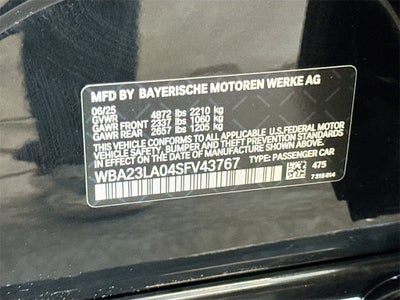 MFD BY BAYERISCHE MOTOREN WERKE AG
06/25
GVWR 4872 lbs 2210 kg
GAWR FRONT 2337 lbs 1060 kg
GAWR REAR 2657 lbs 1205 kg
THIS VEHICLE CONFORMS TO ALL APPLICABLE U.S. FEDERAL MOTOR
VEHICLE SAFETY, BUMPER, AND THEFT PREVENTION STANDARDS IN
EFFECT ON THE DATE OF MANUFACTURE SHOWN ABOVE.
WBA23LA04SFV43767 TYPE: PASSENGER CAR
475